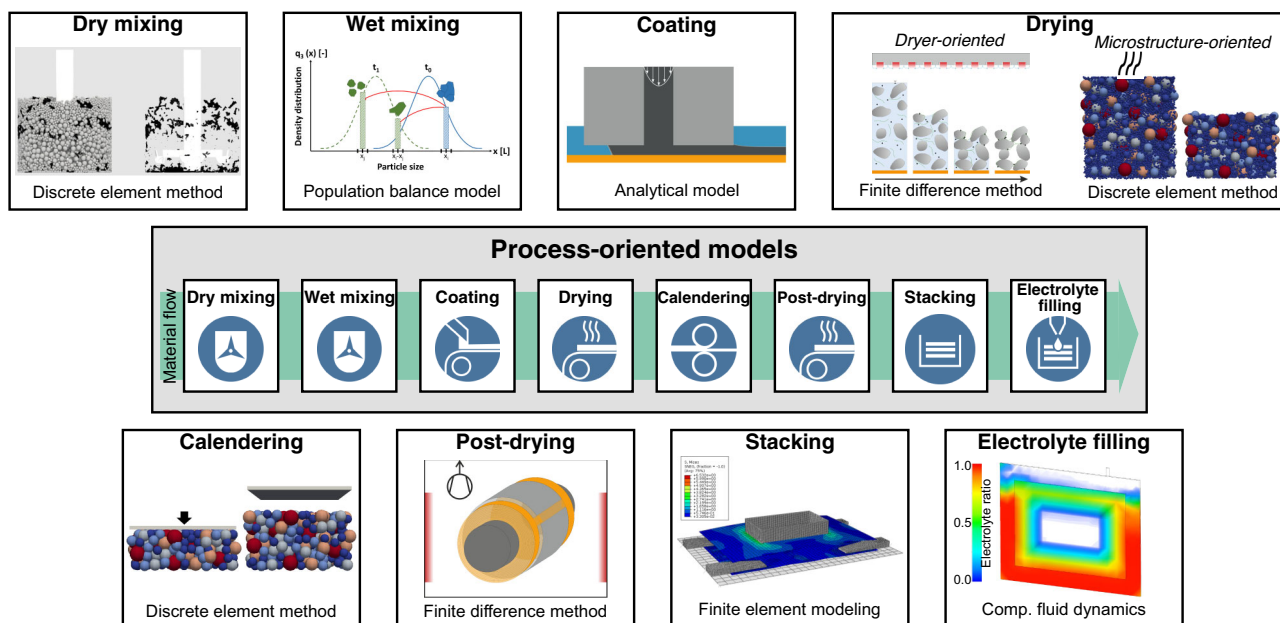 Dry mixing
Discrete element method
Wet mixing
q₃ (x) [-]
t₁
t₀
Density distribution
x [L]
Particle size
Population balance model
Coating
Analytical model
Drying
Dryer-oriented
Microstructure-oriented
Finite difference method
Discrete element method
Process-oriented models
Material flow
Dry mixing
Wet mixing
Coating
Drying
Calendering
Post-drying
Stacking
Electrolyte
filling
Calendering
Discrete element method
Post-drying
Finite difference method
Stacking
S, Mises
Finite element modeling
Electrolyte filling
1.0
0.5
0.0
Electrolyte ratio
Comp. fluid dynamics